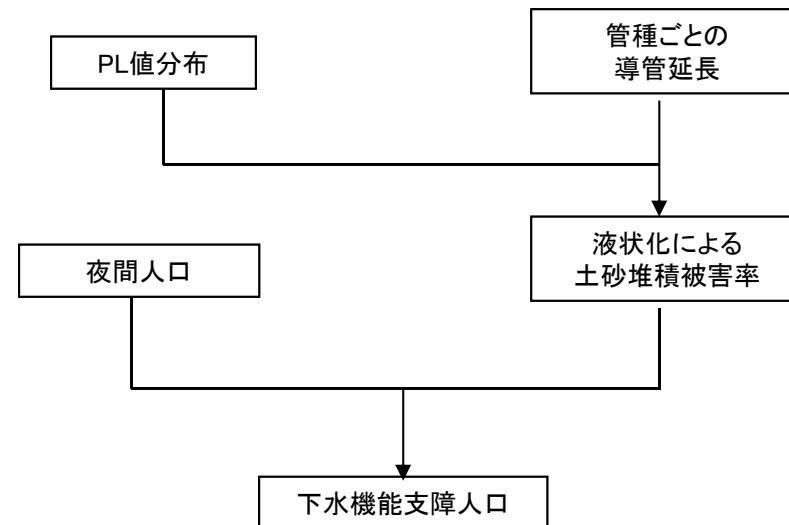 PL値分布
管種ごとの
導管延長
夜間人口
液状化による
土砂堆積被害率
下水機能支障人口